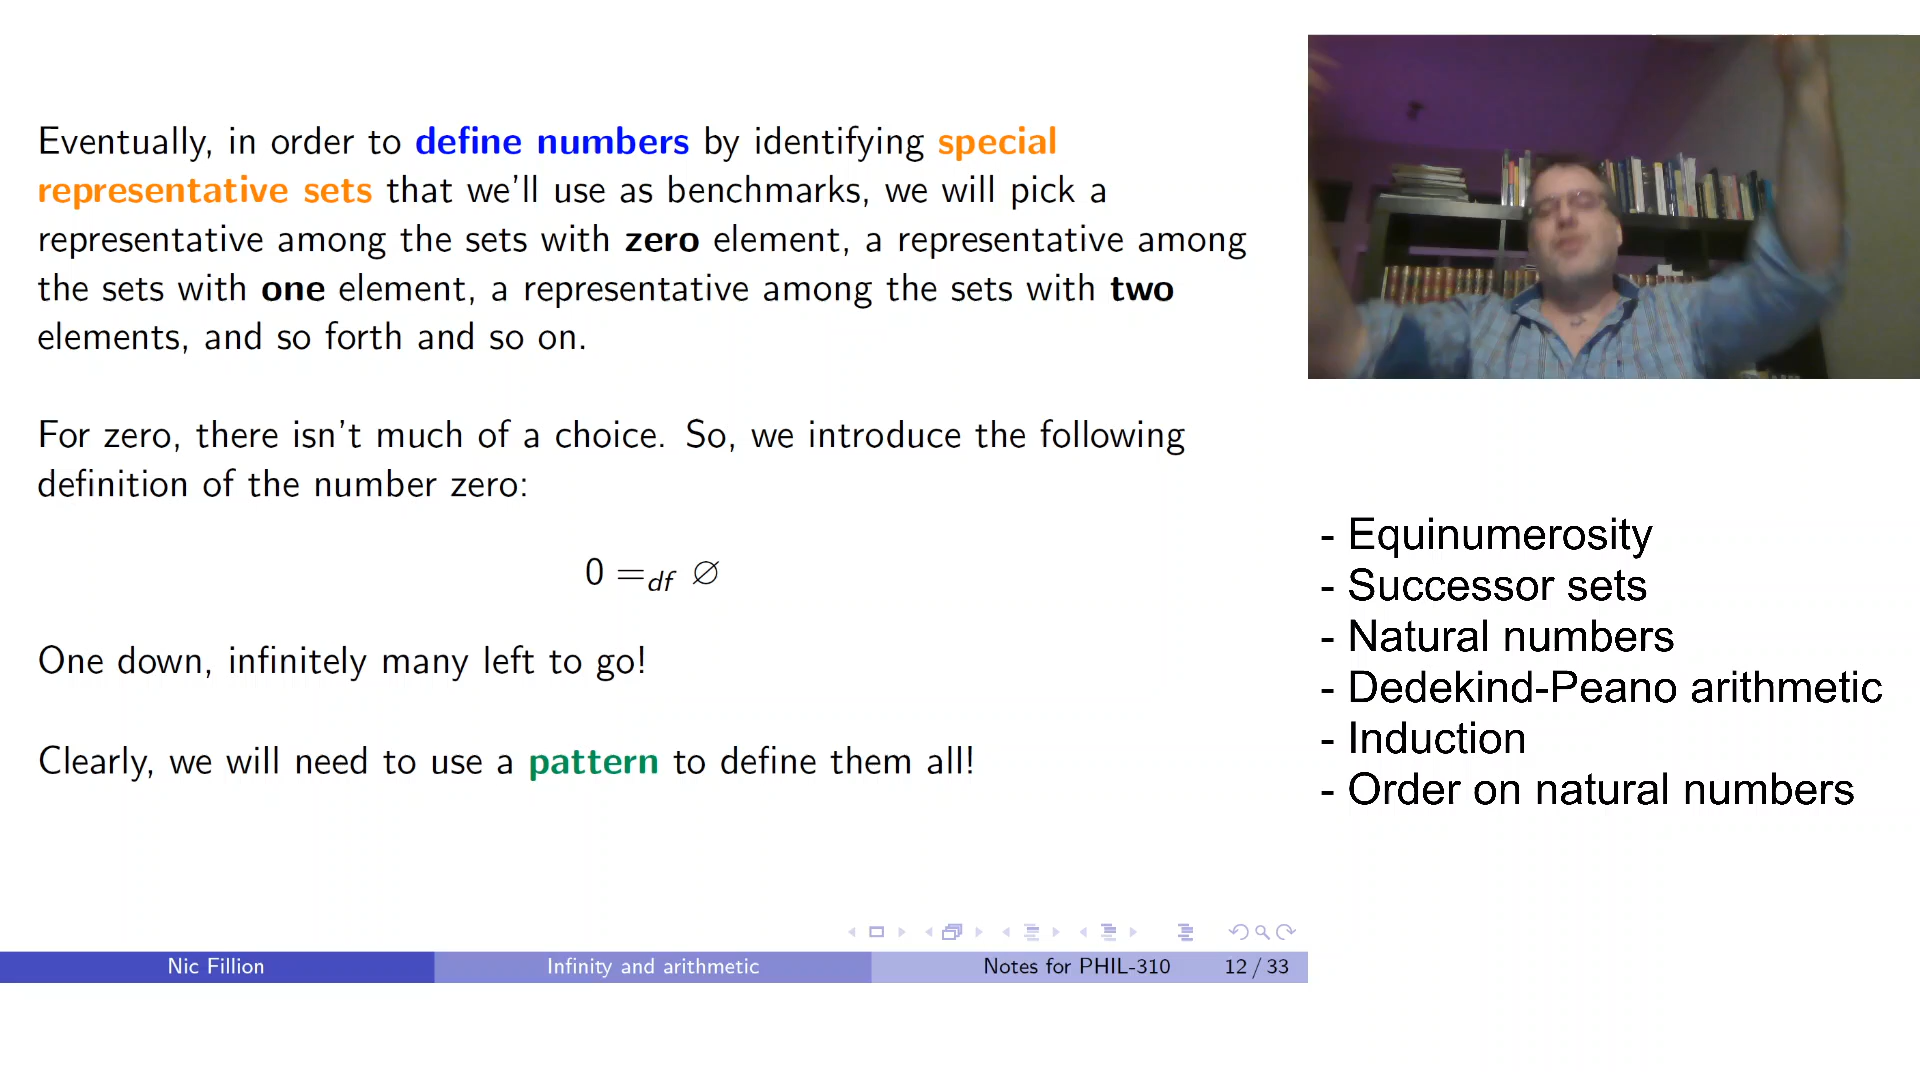 Eventually, in order to define numbers by identifying special
representative sets that we'll use as benchmarks, we will pick a
representative among the sets with zero element, a representative among
the sets with one element, a representative among the sets with two
elements, and so forth and so on.
For zero, there isn't much of a choice. So, we introduce the following
definition of the number zero:
0 =df ∅
One down, infinitely many left to go!
Clearly, we will need to use a pattern to define them all!
- Equinumerosity
- Successor sets
- Natural numbers
- Dedekind-Peano arithmetic
- Induction
- Order on natural numbers
Nic Fillion Infinity and arithmetic Notes for PHIL-310 12 / 33